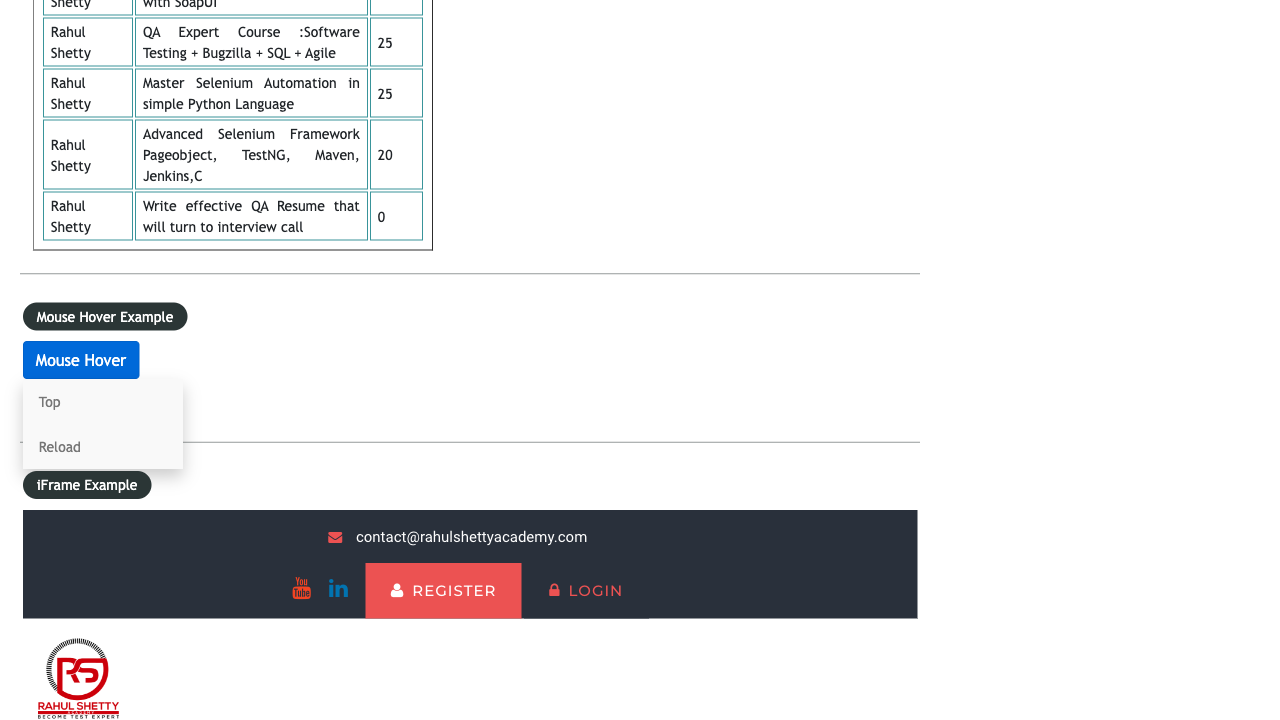 Shetty
with SoapUI
Rahul
Shetty
QA Expert Course :Software
Testing + Bugzilla + SQL + Agile
25
Rahul
Shetty
Master Selenium Automation in
simple Python Language
25
Rahul
Shetty
Advanced Selenium Framework
Pageobject, TestNG, Maven,
Jenkins,C
20
Rahul
Shetty
Write effective QA Resume that
will turn to interview call
0
Mouse Hover Example
Mouse Hover
Top
Reload
iFrame Example
contact@rahulshettyacademy.com
You
Tube
in
REGISTER
LOGIN
RS
RAHUL SHETTY
ACADEMY
BECOME TEST EXPERT